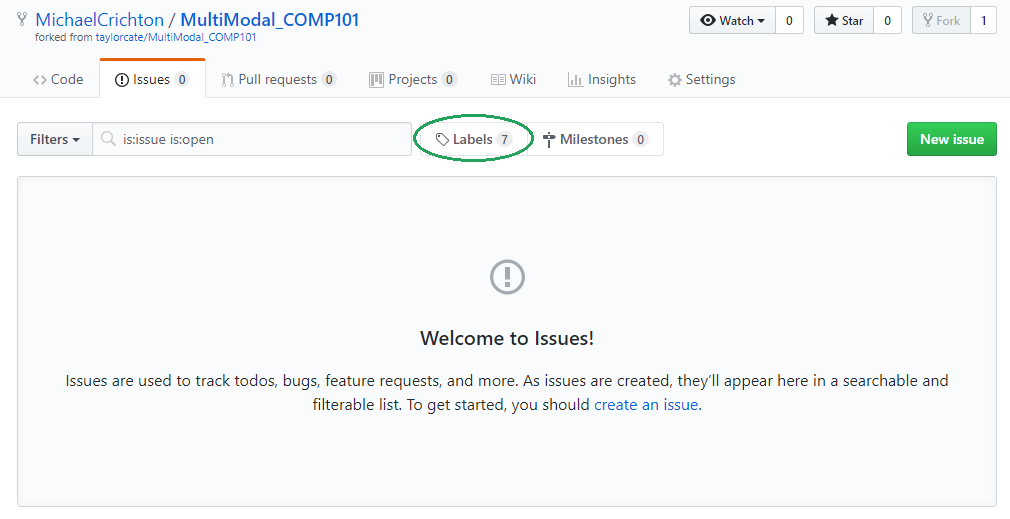 MichaelCrichton / MultiModal_COMP101
Watch 0 Star 0 Fork 1
forked from taylorcate/MultiModal_COMP101
Code Issues 0 Pull requests 0 Projects 0 Wiki Insights Settings
Filters is:issue is:open Labels 7 Milestones 0 New issue
Welcome to Issues!
Issues are used to track todos, bugs, feature requests, and more. As issues are created, they'll appear here in a searchable and
filterable list. To get started, you should create an issue.